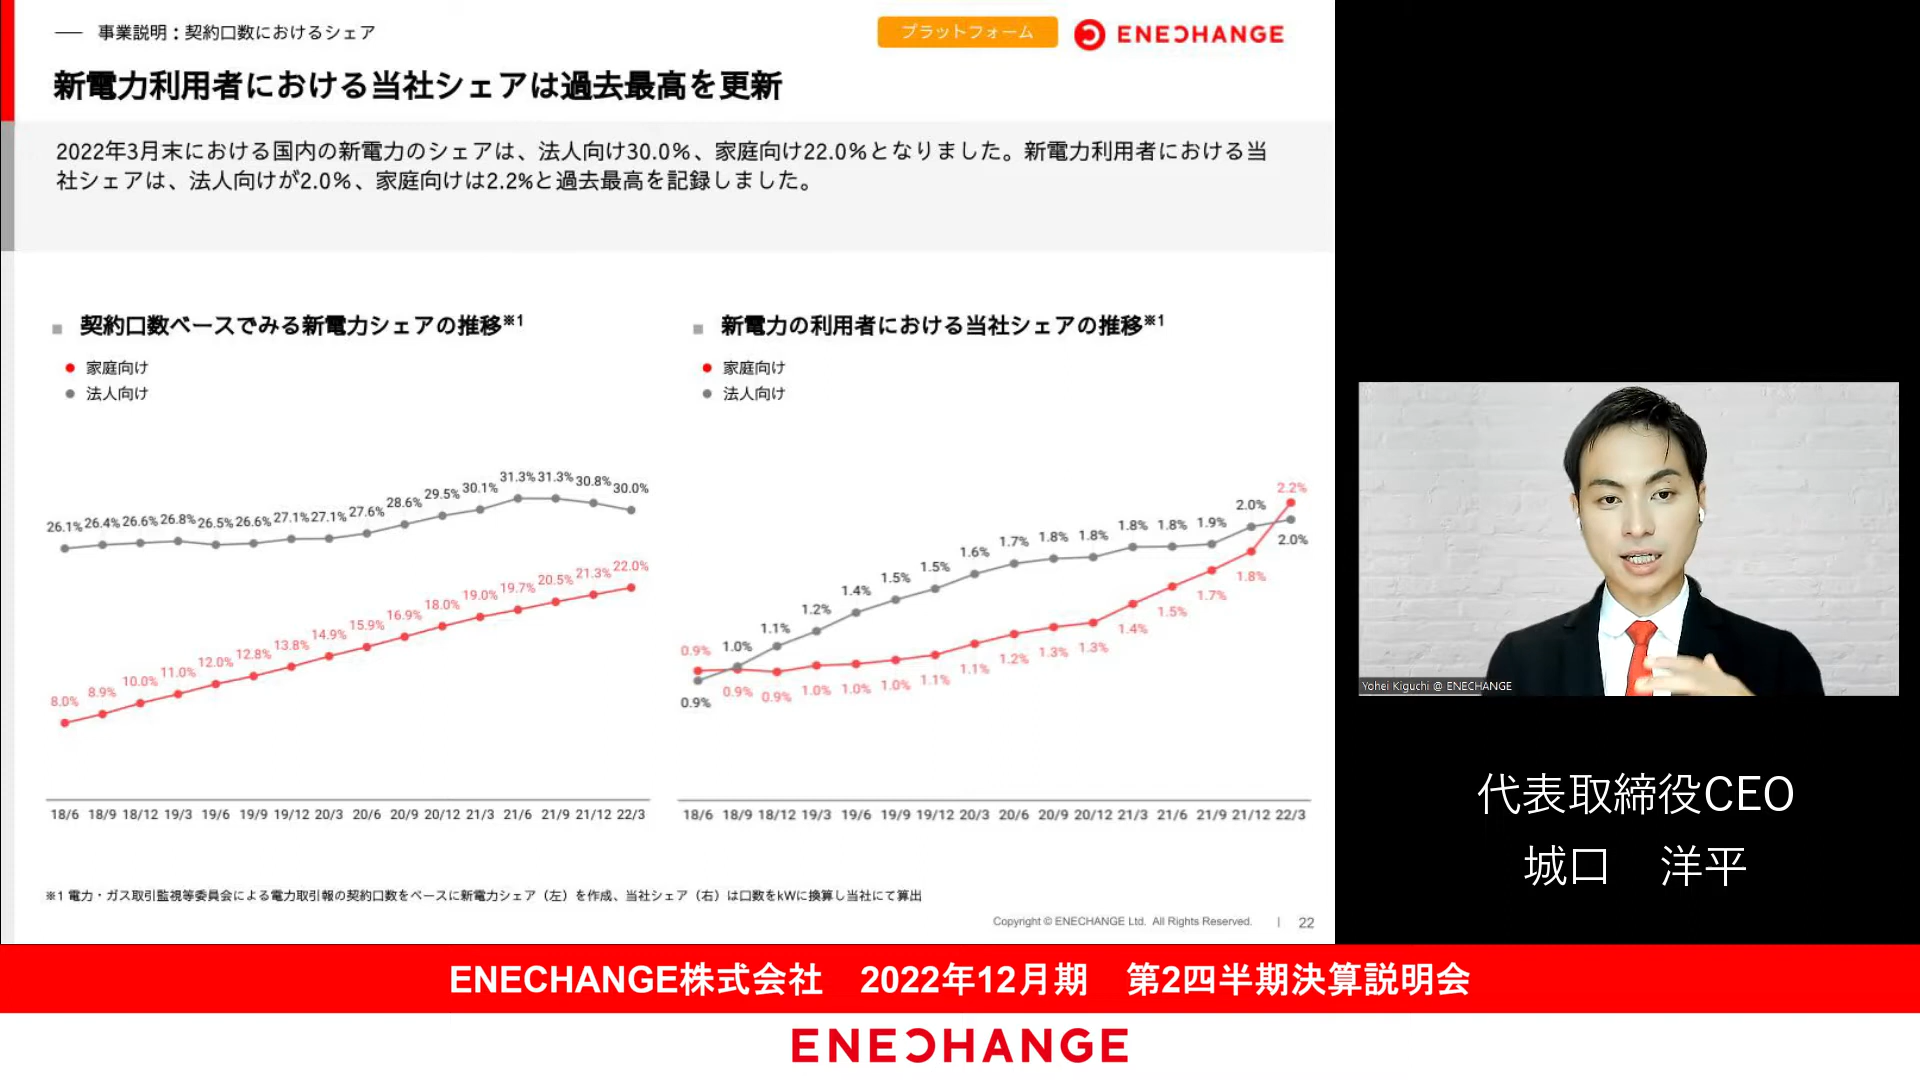 事業説明：契約口数におけるシェア
プラットフォーム
ENECHANGE
新電力利用者における当社シェアは過去最高を更新
2022年3月末における国内の新電力のシェアは、法人向け30.0％、家庭向け22.0％となりました。新電力利用者における当
社シェアは、法人向けが2.0％、家庭向けは2.2%と過去最高を記録しました。
契約口数ベースでみる新電力シェアの推移※1
家庭向け
法人向け
26.1% 26.4% 26.6% 26.8% 26.5% 26.6% 27.1% 27.1% 27.6% 28.6% 29.5% 30.1% 31.3% 31.3% 30.8% 30.0%
8.0% 8.9% 10.0% 11.0% 12.0% 12.8% 13.8% 14.9% 15.9% 16.9% 18.0% 19.0% 19.7% 20.5% 21.3% 22.0%
18/6 18/9 18/12 19/3 19/6 19/9 19/12 20/3 20/6 20/9 20/12 21/3 21/6 21/9 21/12 22/3
新電力の利用者における当社シェアの推移※1
家庭向け
法人向け
0.9% 1.0% 1.1% 1.2% 1.4% 1.5% 1.5% 1.6% 1.7% 1.8% 1.8% 1.8% 1.8% 1.9% 2.0% 2.0%
0.9% 0.9% 0.9% 1.0% 1.0% 1.0% 1.1% 1.1% 1.2% 1.3% 1.3% 1.4% 1.5% 1.7% 1.8% 2.2%
18/6 18/9 18/12 19/3 19/6 19/9 19/12 20/3 20/6 20/9 20/12 21/3 21/6 21/9 21/12 22/3
※1 電力・ガス取引監視等委員会による電力取引報の契約口数をベースに新電力シェア（左）を作成、当社シェア（右）は口数をkWに換算し当社にて算出
Copyright © ENECHANGE Ltd. All Rights Reserved. | 22
Yohei Kiguchi @ ENECHANGE
代表取締役CEO
城口　洋平
ENECHANGE株式会社　2022年12月期　第2四半期決算説明会
ENECHANGE